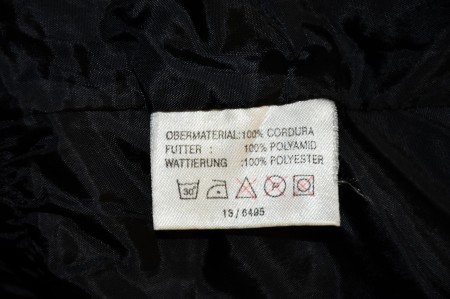 OBERMATERIAL:100% CORDURA
FUTTER : 100% POLYAMID
WATTIERUNG :100% POLYESTER
30 P
13/6495